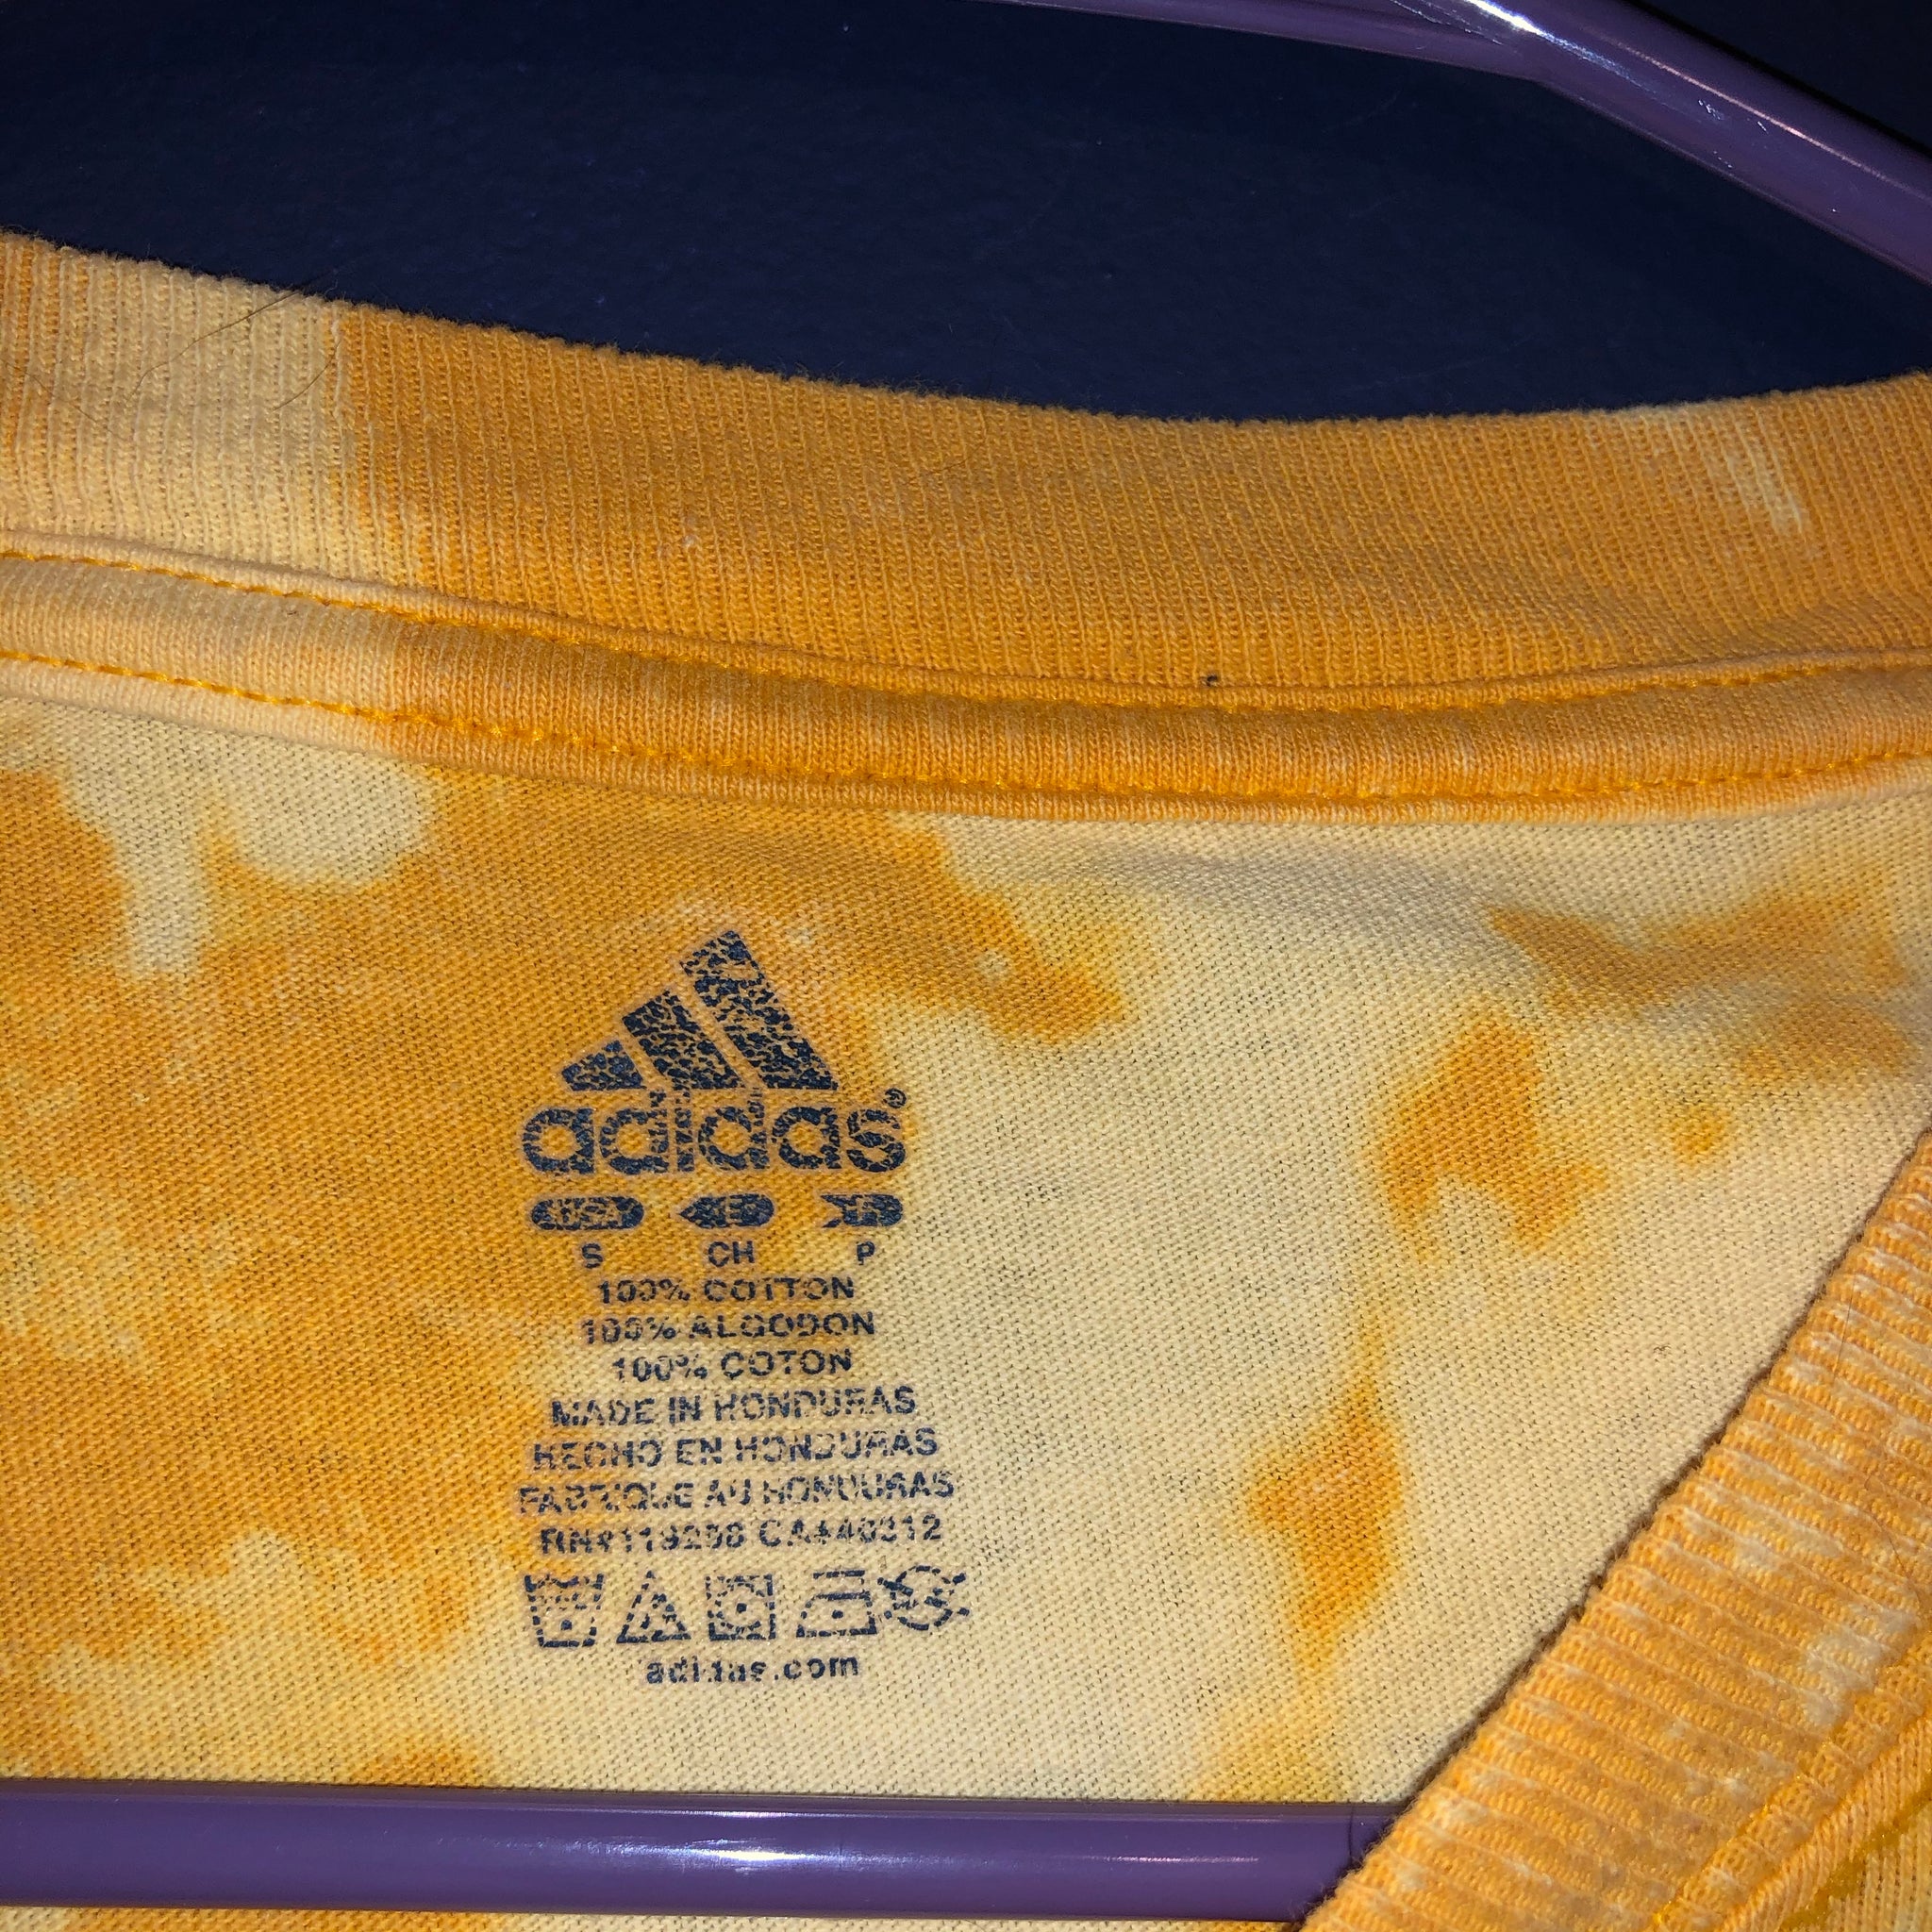 adidas®
USA E F
S CH P
100% COTTON
100% ALGODON
100% COTON
MADE IN HONDURAS
HECHO EN HONDURAS
FABRIQUE AU HONDURAS
RN#119298 CA#40312
adidas.com